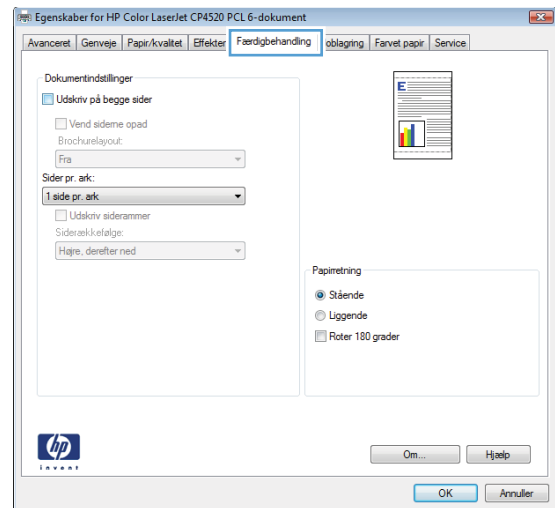 Egenskaber for HP Color LaserJet CP4520 PCL 6-dokument
Avanceret Genveje Papir/kvalitet Effekter Færdigbehandling oblagring Farvet papir Service
Dokumentindstillinger
Udskriv på begge sider
Vend siderne opad
Brochurelayout:
Fra
Sider pr. ark:
1 side pr. ark
Udskriv siderammer
Siderækkefølge:
Højre, derefter ned
E
Papirretning
Stående
Liggende
Roter 180 grader
hp
invent
Om... Hjælp
OK Annuller